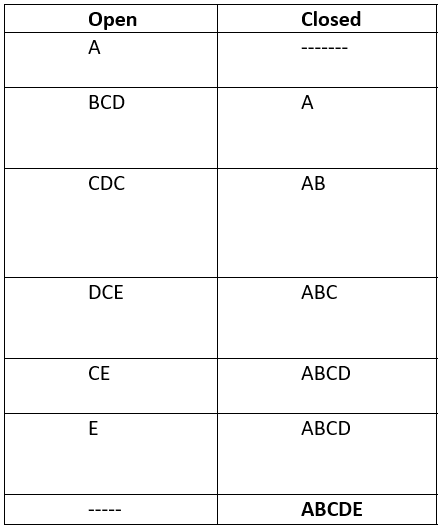 Open Closed
A -------
BCD A
CDC AB
DCE ABC
CE ABCD
E ABCD
----- ABCDE